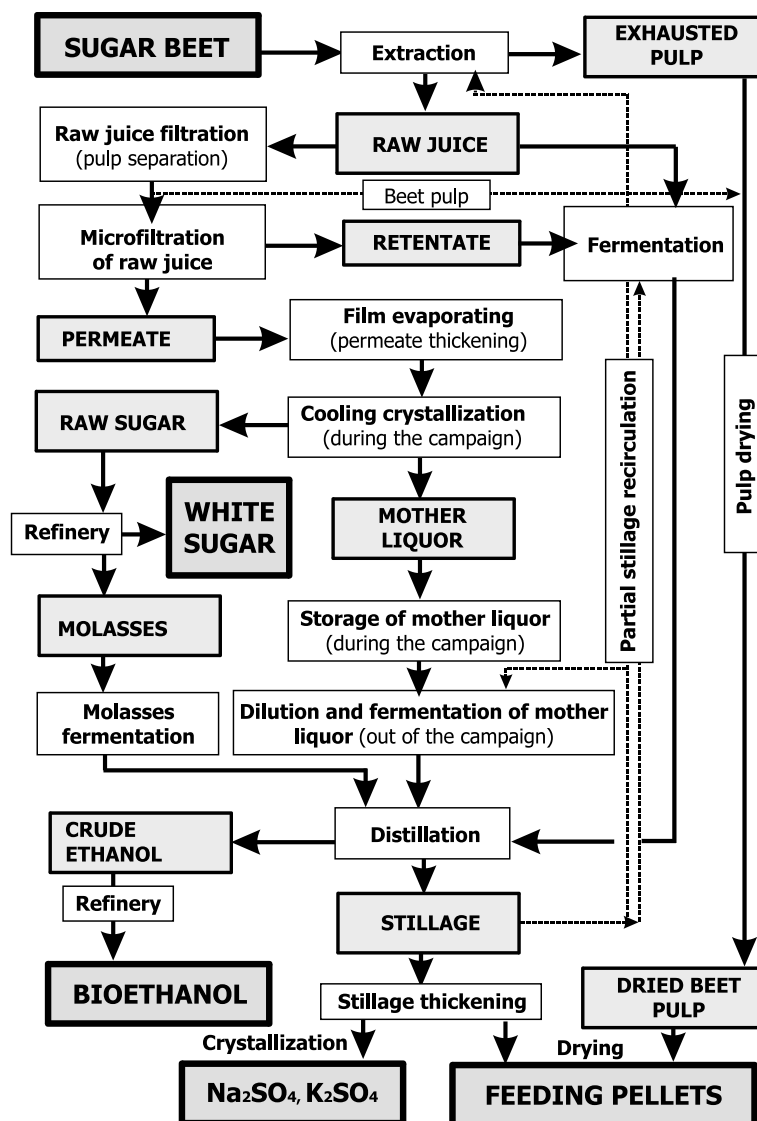 SUGAR BEET
Extraction
EXHAUSTED
PULP
Raw juice filtration
(pulp separation)
RAW JUICE
Beet pulp
Microfiltration
of raw juice
RETENTATE
Fermentation
PERMEATE
Film evaporating
(permeate thickening)
RAW SUGAR
Cooling crystallization
(during the campaign)
Partial stillage recirculation
Pulp drying
Refinery
WHITE
SUGAR
MOTHER
LIQUOR
MOLASSES
Storage of mother liquor
(during the campaign)
Molasses
fermentation
Dilution and fermentation of mother
liquor (out of the campaign)
CRUDE
ETHANOL
Distillation
Refinery
STILLAGE
BIOETHANOL
Stillage thickening
DRIED BEET
PULP
Crystallization
Drying
Na₂SO₄, K₂SO₄
FEEDING PELLETS